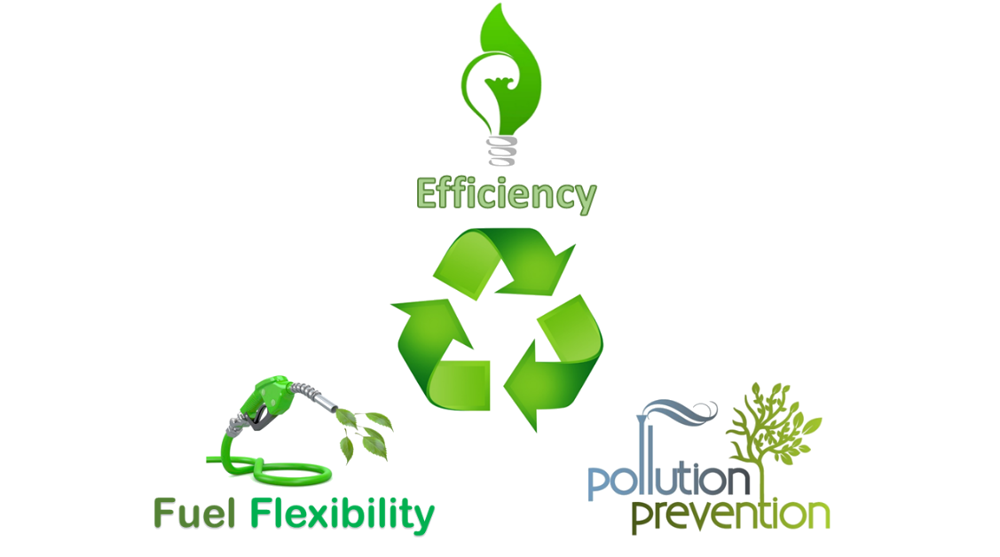 Efficiency
Fuel Flexibility
pollution
prevention